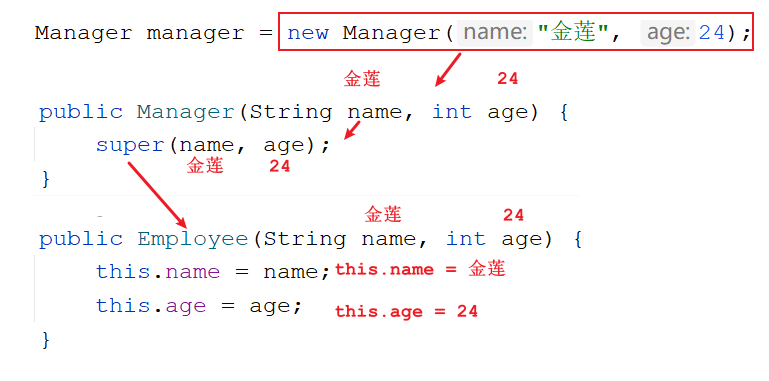 Manager manager = new Manager( name: "金莲", age: 24);
金莲 24
public Manager(String name, int age) {
super(name, age);
金莲 24
}
金莲 24
public Employee(String name, int age) {
this.name = name; this.name = 金莲
this.age = age; this.age = 24
}